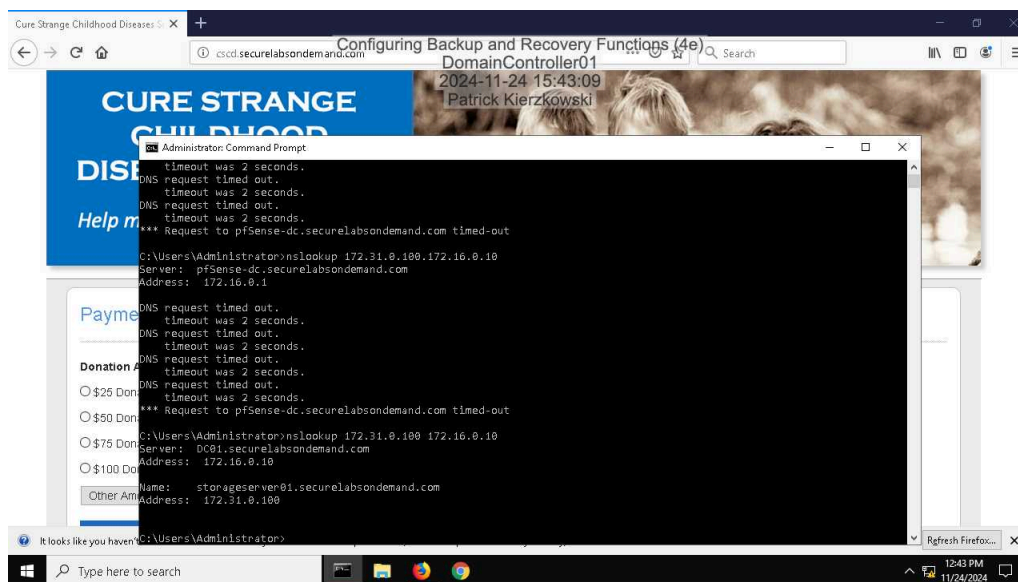 Cure Strange Childhood Diseases
cscd.securelabsondemand.com
Search
Configuring Backup and Recovery Functions (4e)
DomainController01
2024-11-24 15:43:09
Patrick Kierzkowski
CURE STRANGE
CHILDHOOD
DISE
Help m
Administrator: Command Prompt
timeout was 2 seconds.
DNS request timed out.
timeout was 2 seconds.
DNS request timed out.
timeout was 2 seconds.
*** Request to pfSense-dc.securelabsondemand.com timed-out
C:\Users\Administrator>nslookup 172.31.0.100.172.16.0.10
Server: pfSense-dc.securelabsondemand.com
Address: 172.16.0.1
DNS request timed out.
timeout was 2 seconds.
DNS request timed out.
timeout was 2 seconds.
DNS request timed out.
timeout was 2 seconds.
DNS request timed out.
timeout was 2 seconds.
*** Request to pfSense-dc.securelabsondemand.com timed-out
C:\Users\Administrator>nslookup 172.31.0.100 172.16.0.10
Server: DC01.securelabsondemand.com
Address: 172.16.0.10
Name: storageserver01.securelabsondemand.com
Address: 172.31.0.100
C:\Users\Administrator>
Payme
Donation A
$25 Don
$50 Don
$75 Don
$100 Do
Other Am
It looks like you haven't
Refresh Firefox...
Type here to search
12:43 PM
11/24/2024